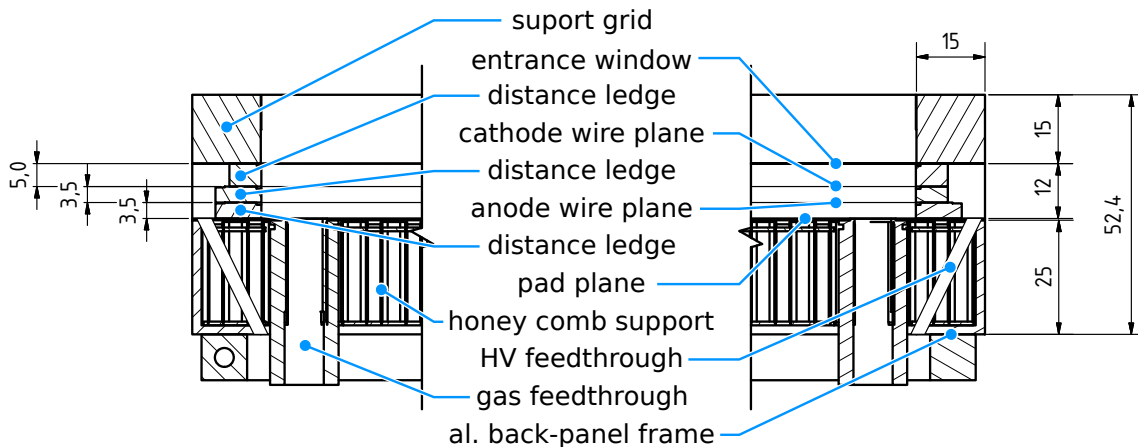 suport grid
15
entrance window
distance ledge
cathode wire plane
15
5,0
distance ledge
3,5
12
anode wire plane
3,5
52,4
distance ledge
pad plane
25
honey comb support
HV feedthrough
gas feedthrough
al. back-panel frame